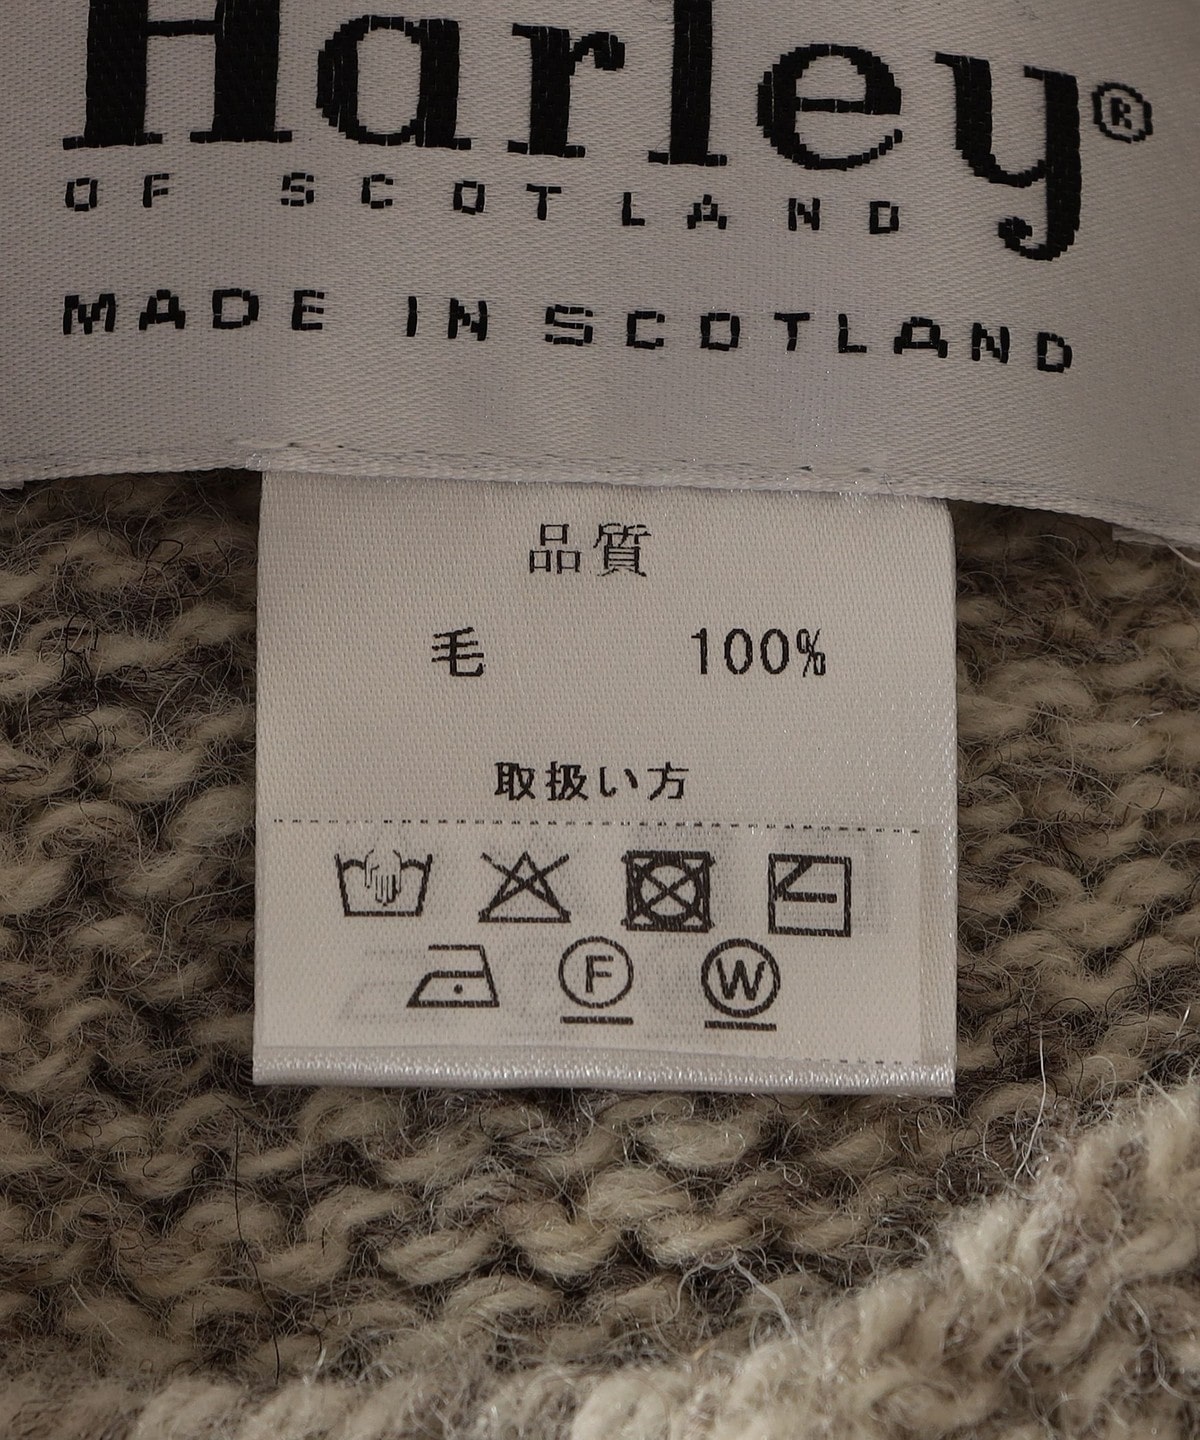 Harley®
OF SCOTLAND
MADE IN SCOTLAND
品質
毛 100%
取扱い方
F W